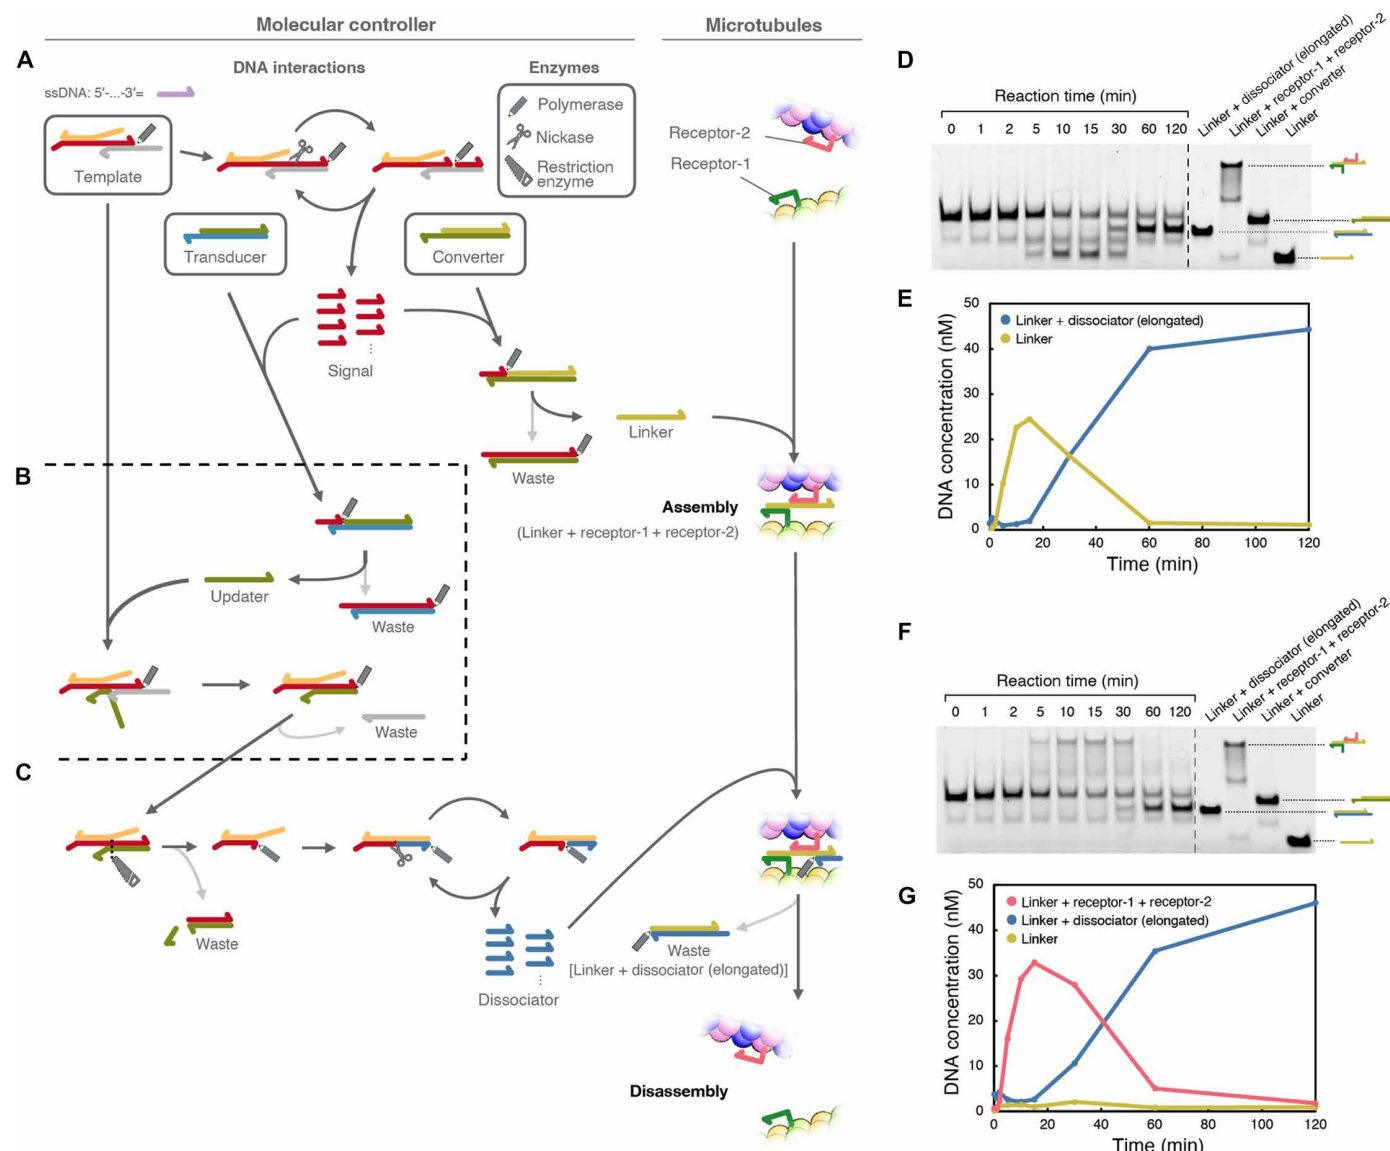 Molecular controller
Microtubules
A
DNA interactions
Enzymes
ssDNA: 5′-...-3′=
Template
Polymerase
Nickase
Restriction
enzyme
Receptor-2
Receptor-1
Transducer
Converter
Signal
Linker
Waste
B
Assembly
(Linker + receptor-1 + receptor-2)
Updater
Waste
Waste
C
Waste
Dissociator
Waste
[Linker + dissociator (elongated)]
Disassembly
D
Reaction time (min)
0 1 2 5 10 15 30 60 120
Linker + dissociator (elongated)
Linker + receptor-1 + receptor-2
Linker + converter
Linker
E
DNA concentration (nM)
50
40
30
20
10
0
Linker + dissociator (elongated)
Linker
0 20 40 60 80 100 120
Time (min)
F
Reaction time (min)
0 1 2 5 10 15 30 60 120
Linker + dissociator (elongated)
Linker + receptor-1 + receptor-2
Linker + converter
Linker
G
DNA concentration (nM)
50
40
30
20
10
0
Linker + receptor-1 + receptor-2
Linker + dissociator (elongated)
Linker
0 20 40 60 80 100 120
Time (min)